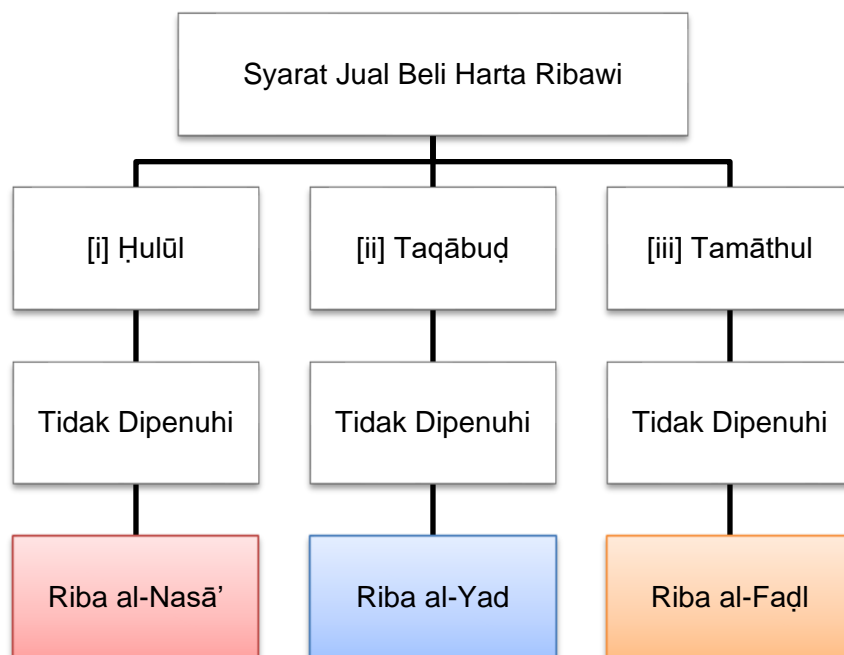 Syarat Jual Beli Harta Ribawi
[i] Ḥulūl
[ii] Taqābuḍ
[iii] Tamāthul
Tidak Dipenuhi
Tidak Dipenuhi
Tidak Dipenuhi
Riba al-Nasā’
Riba al-Yad
Riba al-Faḍl